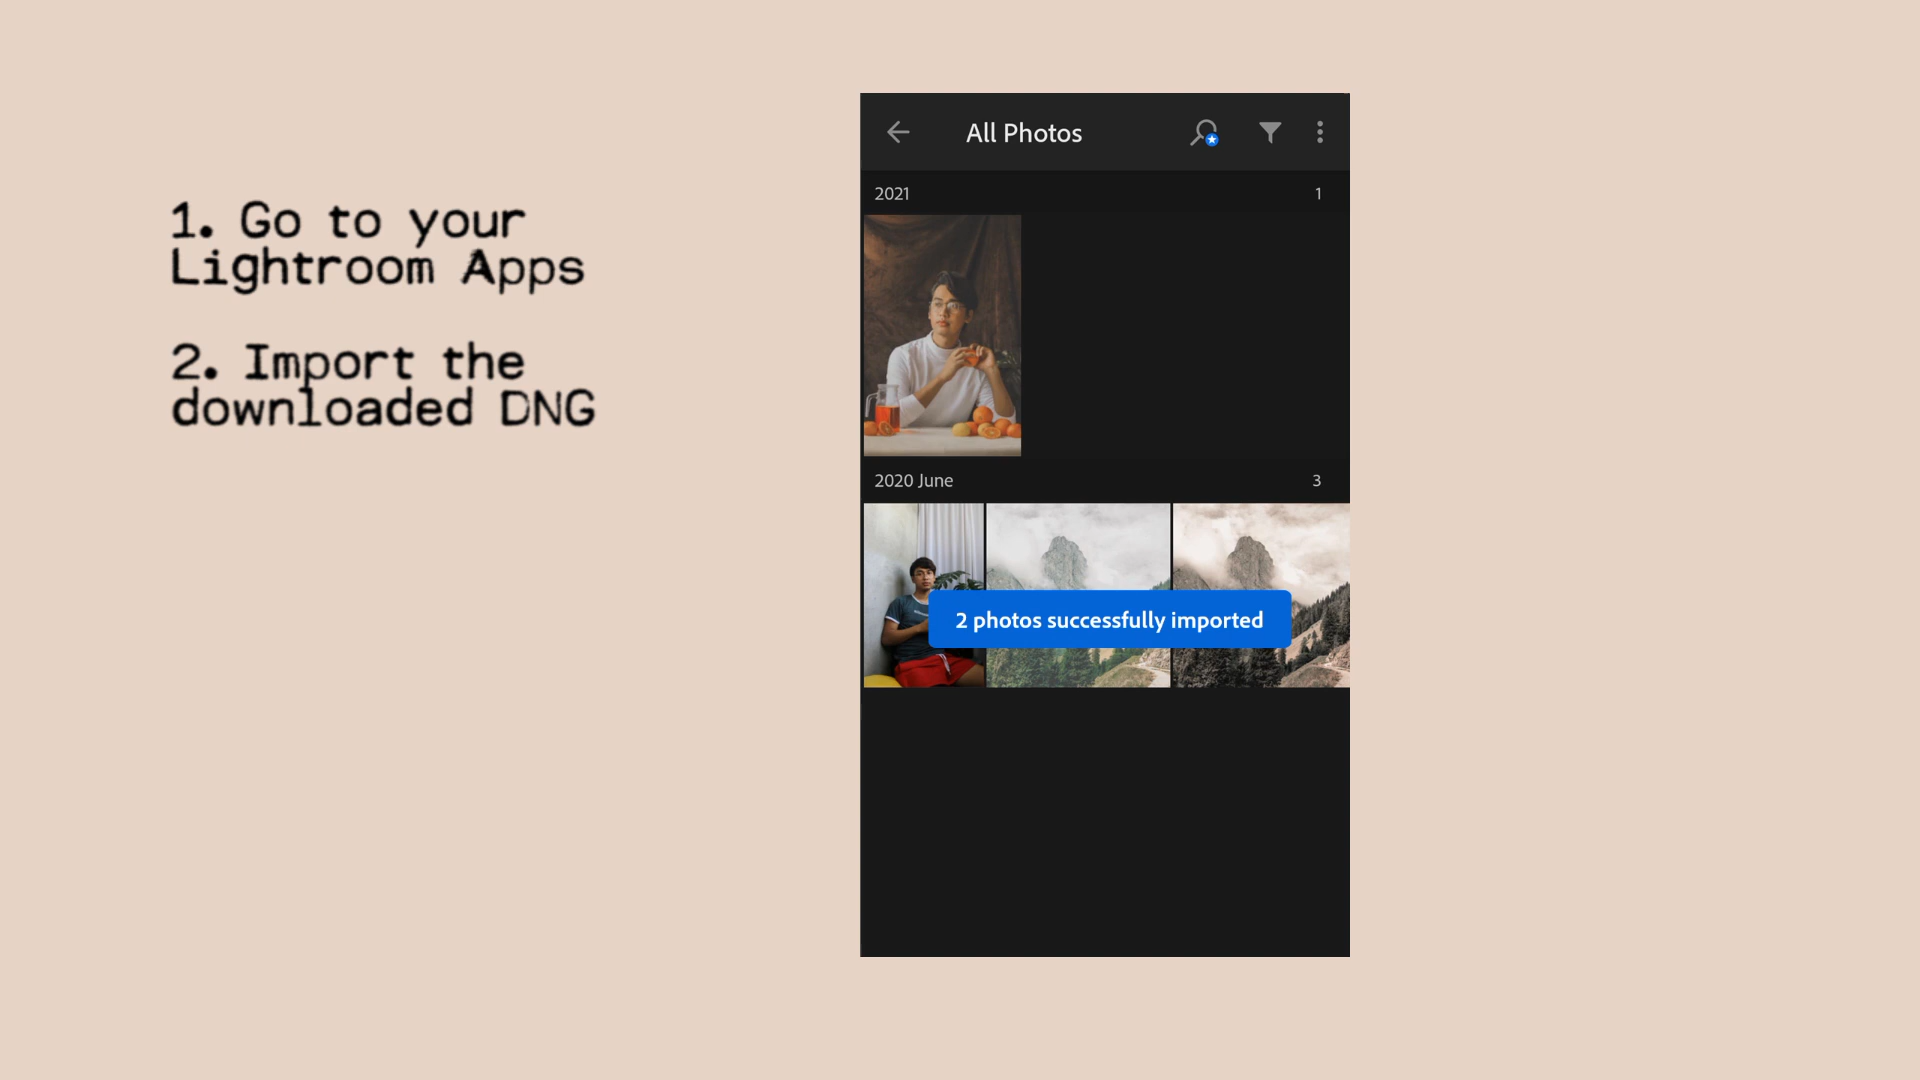 1. Go to your
Lightroom Apps
2. Import the
downloaded DNG
All Photos
2021 1
2020 June 3
2 photos successfully imported